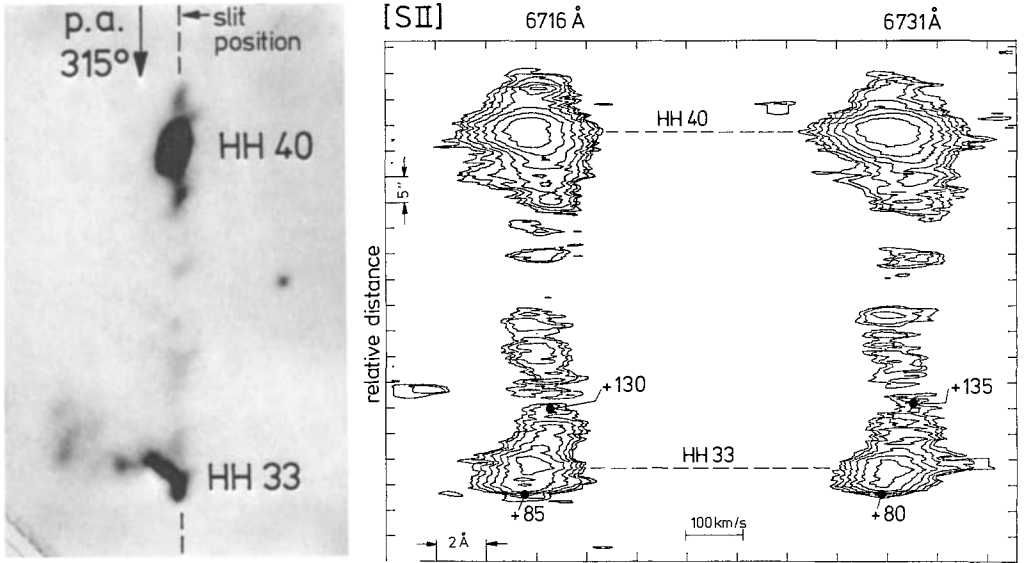 p.a.
315°
slit
position
HH 40
HH 33
[SII]
6716 Å
6731Å
HH 40
5"
relative distance
+130
+135
HH 33
+85
+80
100km/s
2Å